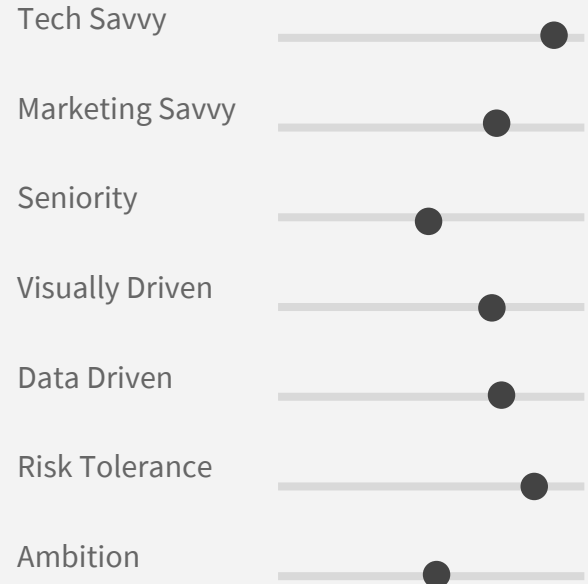 Tech Savvy
Marketing Savvy
Seniority
Visually Driven
Data Driven
Risk Tolerance
Ambition